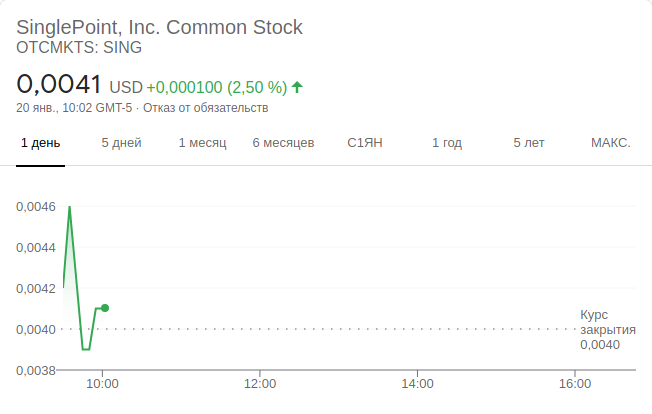 SinglePoint, Inc. Common Stock
OTCMKTS: SING
0,0041 USD +0,000100 (2,50 %)
20 янв., 10:02 GMT-5 · Отказ от обязательств
1 день 5 дней 1 месяц 6 месяцев С1ЯН 1 год 5 лет МАКС.
0,0046
0,0044
0,0042
0,0040
0,0038
Курс
закрытия
0,0040
10:00 12:00 14:00 16:00